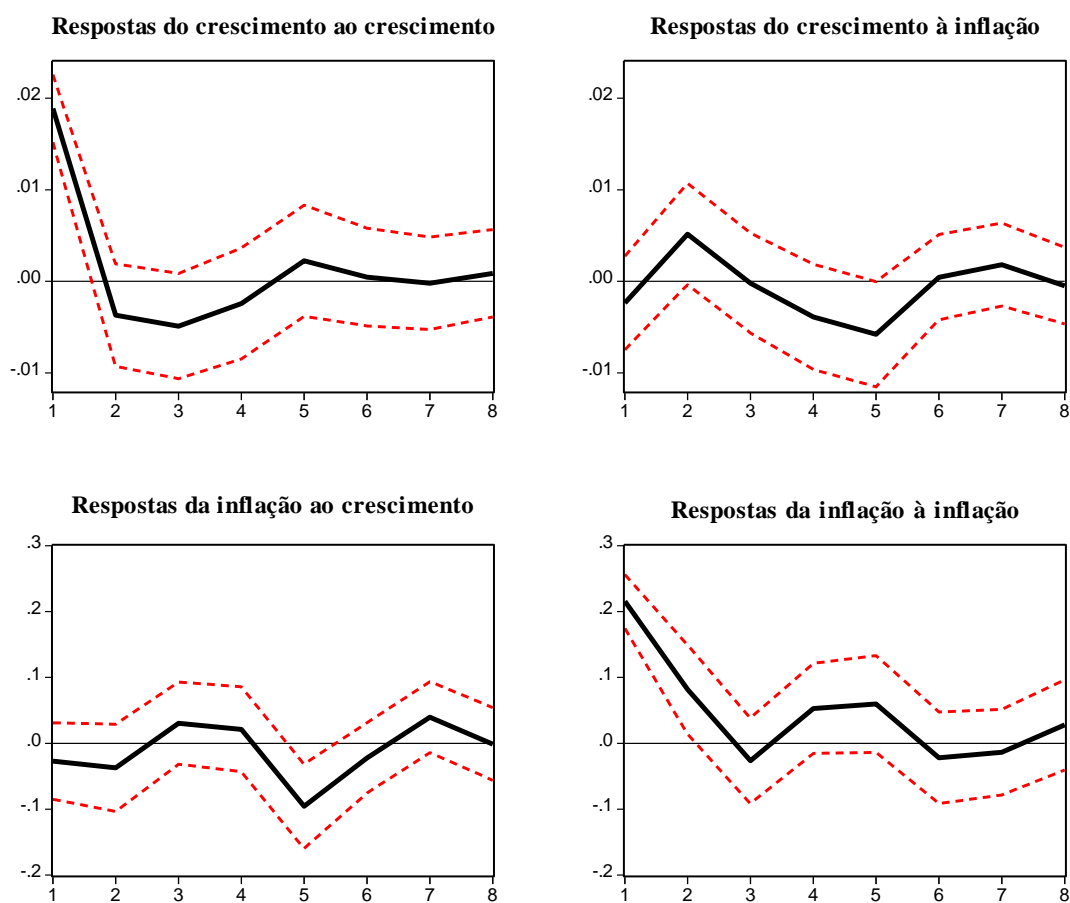 Respostas do crescimento ao crescimento
.02
.01
.00
-.01
1 2 3 4 5 6 7 8
Respostas do crescimento à inflação
.02
.01
.00
-.01
1 2 3 4 5 6 7 8
Respostas da inflação ao crescimento
.3
.2
.1
.0
-.1
-.2
1 2 3 4 5 6 7 8
Respostas da inflação à inflação
.3
.2
.1
.0
-.1
-.2
1 2 3 4 5 6 7 8